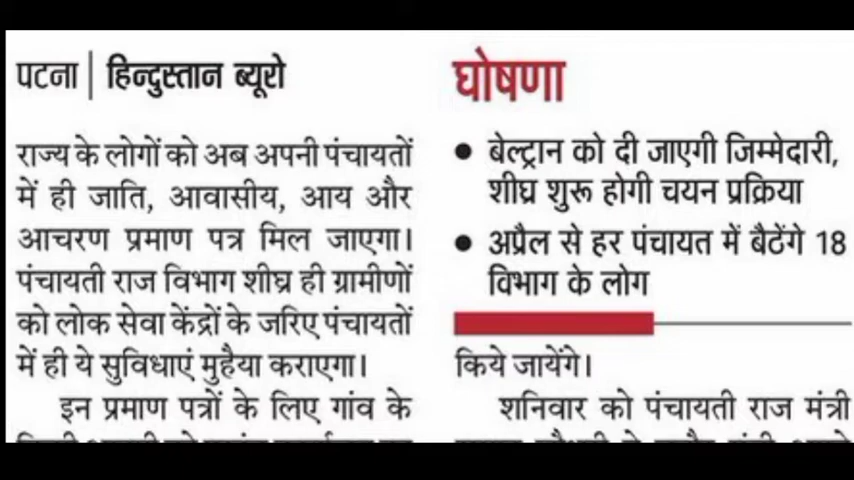 पटना | हिन्दुस्तान ब्यूरो
राज्य के लोगों को अब अपनी पंचायतों
में ही जाति, आवासीय, आय और
आचरण प्रमाण पत्र मिल जाएगा।
पंचायती राज विभाग शीघ्र ही ग्रामीणों
को लोक सेवा केंद्रों के जरिए पंचायतों
में ही ये सुविधाएं मुहैया कराएगा।
इन प्रमाण पत्रों के लिए गांव के
घोषणा
• बेल्ट्रान को दी जाएगी जिम्मेदारी,
शीघ्र शुरू होगी चयन प्रक्रिया
• अप्रैल से हर पंचायत में बैठेंगे 18
विभाग के लोग
किये जायेंगे।
शनिवार को पंचायती राज मंत्री